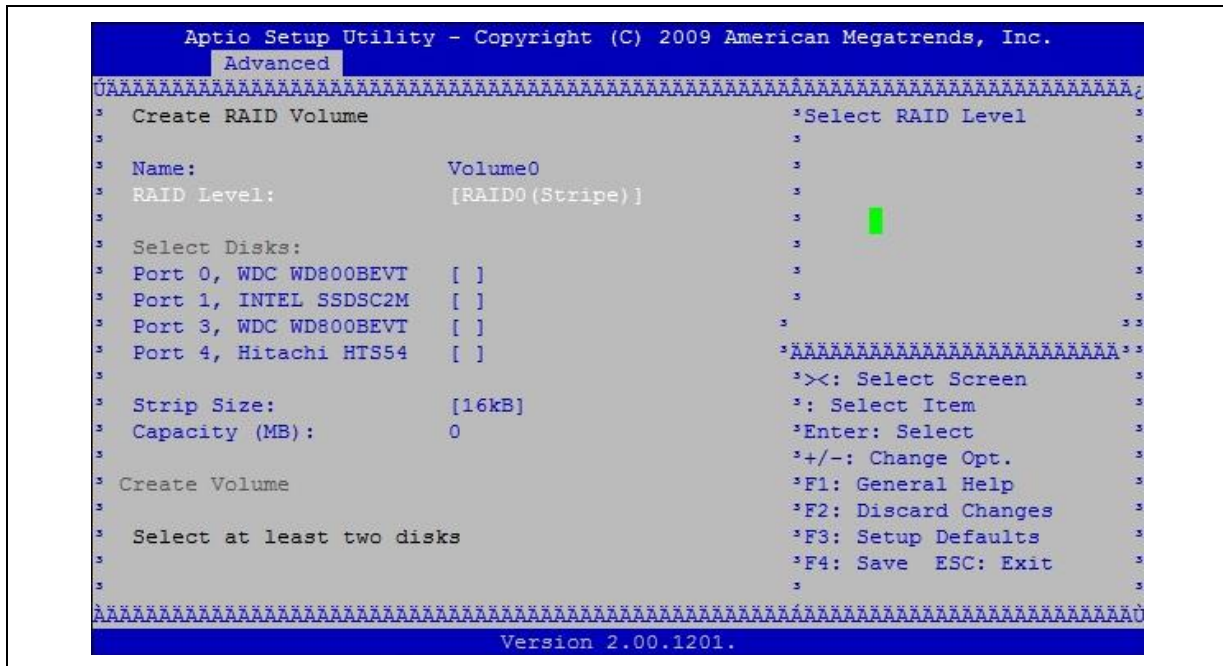 Aptio Setup Utility - Copyright (C) 2009 American Megatrends, Inc.
Advanced
Create RAID Volume
Select RAID Level
Name: Volume0
RAID Level: [RAID0(Stripe)]
Select Disks:
Port 0, WDC WD800BEVT [ ]
Port 1, INTEL SSDSC2M [ ]
Port 3, WDC WD800BEVT [ ]
Port 4, Hitachi HTS54 [ ]
Strip Size: [16kB]
Capacity (MB): 0
Create Volume
Select at least two disks
><: Select Screen
: Select Item
Enter: Select
+/-: Change Opt.
F1: General Help
F2: Discard Changes
F3: Setup Defaults
F4: Save ESC: Exit
Version 2.00.1201.